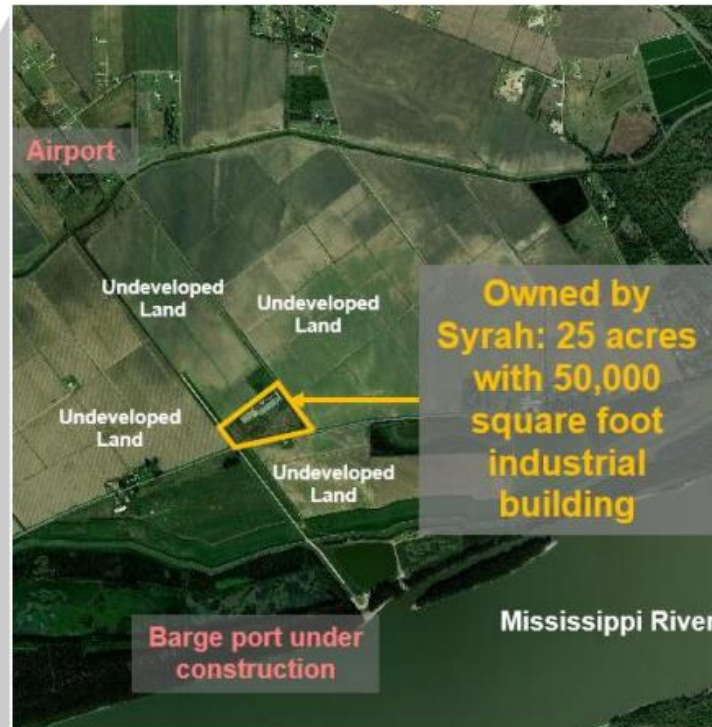 Airport
Undeveloped
Land
Undeveloped
Land
Owned by
Syrah: 25 acres
with 50,000
square foot
industrial
building
Undeveloped
Land
Undeveloped
Land
Mississippi River
Barge port under
construction